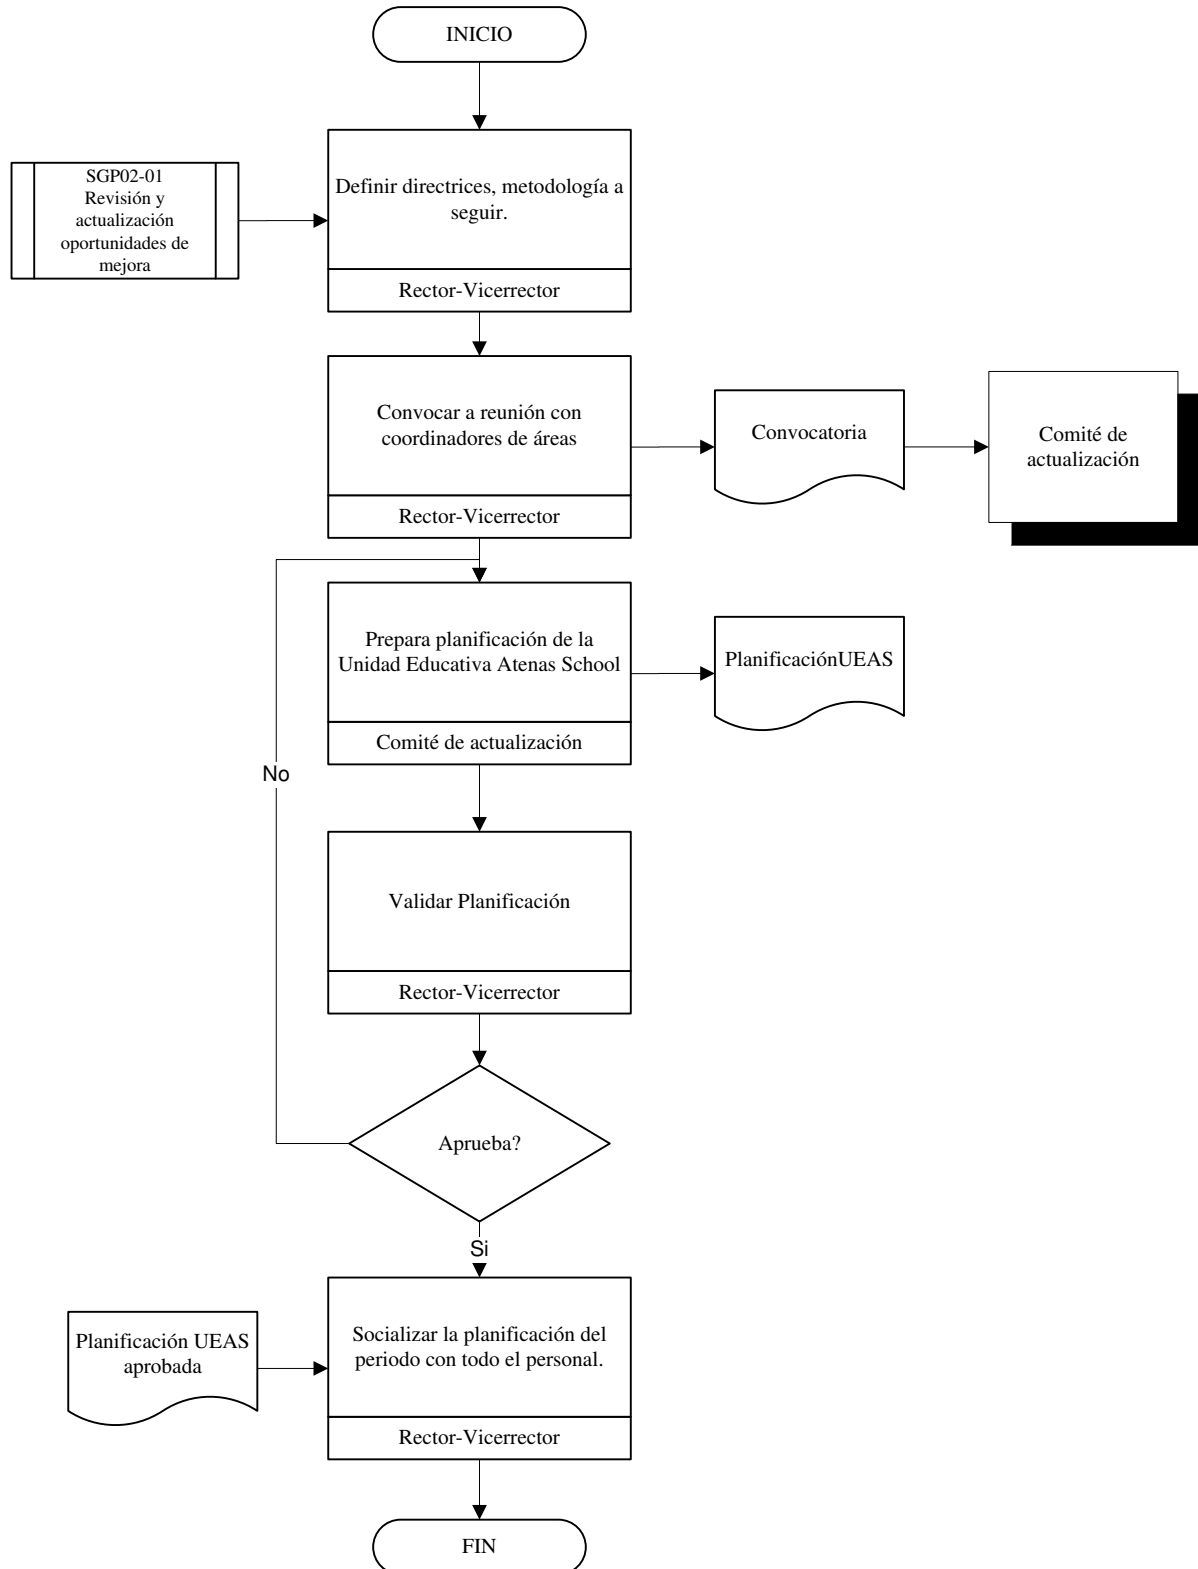 INICIO
SGP02-01
Revisión y
actualización
oportunidades de
mejora
Definir directrices, metodología a
seguir.
Rector-Vicerrector
Convocar a reunión con
coordinadores de áreas
Rector-Vicerrector
Convocatoria
Comité de
actualización
Prepara planificación de la
Unidad Educativa Atenas School
Comité de actualización
PlanificaciónUEAS
No
Validar Planificación
Rector-Vicerrector
Aprueba?
Si
Planificación UEAS
aprobada
Socializar la planificación del
periodo con todo el personal.
Rector-Vicerrector
FIN